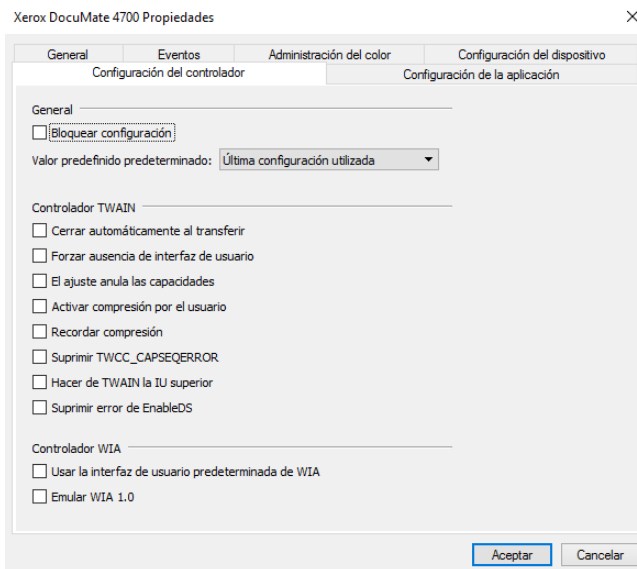 Xerox DocuMate 4700 Propiedades
General Eventos Administración del color Configuración del dispositivo
Configuración del controlador Configuración de la aplicación
General
Bloquear configuración
Valor predefinido predeterminado: Última configuración utilizada
Controlador TWAIN
Cerrar automáticamente al transferir
Forzar ausencia de interfaz de usuario
El ajuste anula las capacidades
Activar compresión por el usuario
Recordar compresión
Suprimir TWCC_CAPSEQERROR
Hacer de TWAIN la IU superior
Suprimir error de EnableDS
Controlador WIA
Usar la interfaz de usuario predeterminada de WIA
Emular WIA 1.0
Aceptar Cancelar